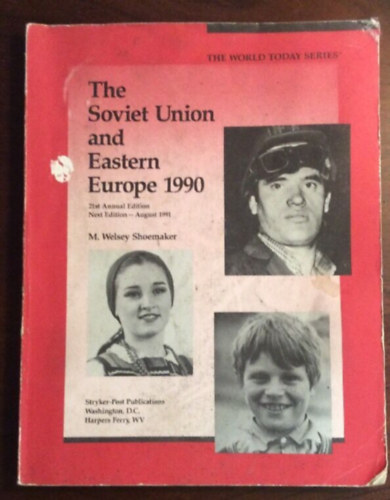 THE WORLD TODAY SERIES®
The
Soviet Union
and
Eastern
Europe 1990
21st Annual Edition
Next Edition — August 1991
M. Welsey Shoemaker
Stryker-Post Publications
Washington, D.C.
Harpers Ferry, WV